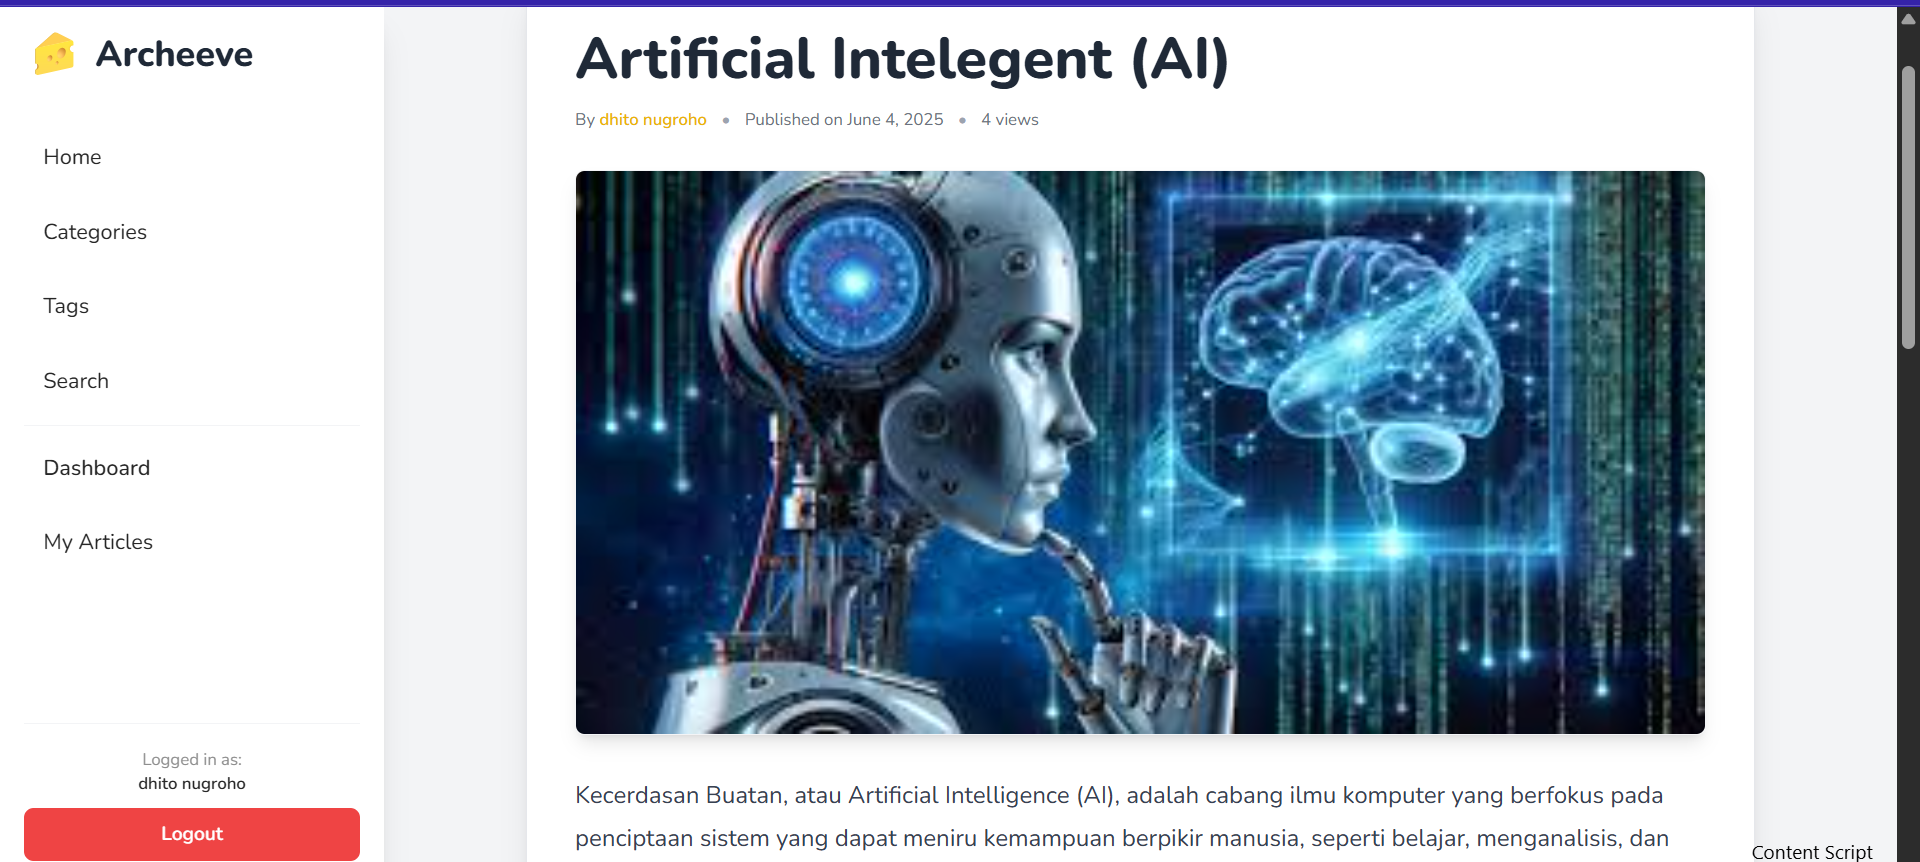 Archeeve
Home
Categories
Tags
Search
Dashboard
My Articles
Logged in as:
dhito nugroho
Logout
Artificial Intelegent (AI)
By dhito nugroho • Published on June 4, 2025 • 4 views
Kecerdasan Buatan, atau Artificial Intelligence (AI), adalah cabang ilmu komputer yang berfokus pada
penciptaan sistem yang dapat meniru kemampuan berpikir manusia, seperti belajar, menganalisis, dan
Content Script